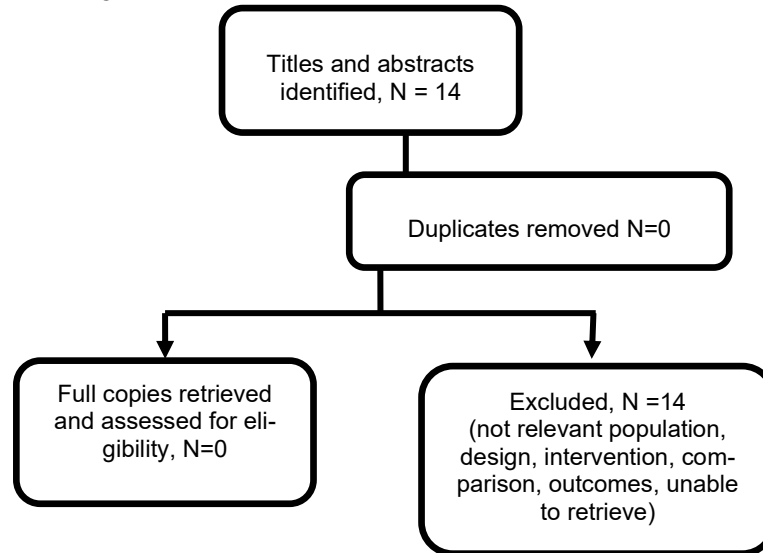 Titles and abstracts
identified, N = 14
Duplicates removed N=0
Full copies retrieved
and assessed for eli-
gibility, N=0
Excluded, N =14
(not relevant population,
design, intervention, com-
parison, outcomes, unable
to retrieve)